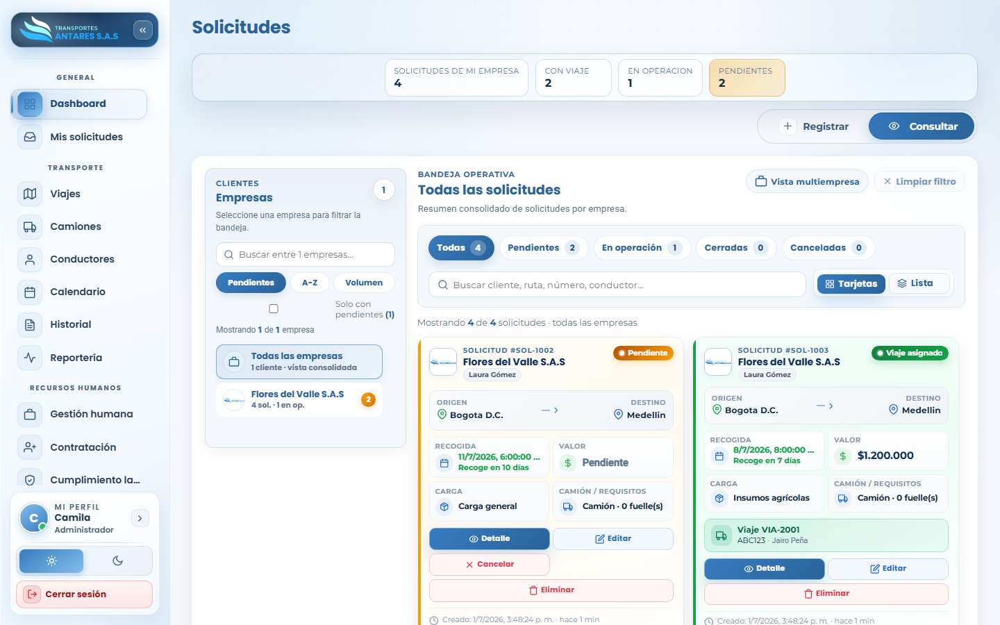 TRANSPORTES
ANTARES S.A.S
GENERAL
Dashboard
Mis solicitudes
TRANSPORTE
Viajes
Camiones
Conductores
Calendario
Historial
Reportería
RECURSOS HUMANOS
Gestión humana
Contratación
Cumplimiento la...
C
MI PERFIL
Camila
Administrador
Cerrar sesión
Solicitudes
SOLICITUDES DE MI EMPRESA
4
CON VIAJE
2
EN OPERACION
1
PENDIENTES
2
Registrar
Consultar
CLIENTES
Empresas
1
Seleccione una empresa para filtrar la
bandeja.
Buscar entre 1 empresas...
Pendientes
A-Z
Volumen
Solo con
pendientes (1)
Mostrando 1 de 1 empresa
Todas las empresas
1 cliente · vista consolidada
Flores del Valle S.A.S
4 sol. · 1 en op.
2
BANDEJA OPERATIVA
Todas las solicitudes
Resumen consolidado de solicitudes por empresa.
Vista multiempresa
Limpiar filtro
Todas 4
Pendientes 2
En operación 1
Cerradas 0
Canceladas 0
Buscar cliente, ruta, número, conductor...
Tarjetas
Lista
Mostrando 4 de 4 solicitudes · todas las empresas
SOLICITUD #SOL-1002
Flores del Valle S.A.S
Laura Gómez
Pendiente
ORIGEN
Bogota D.C.
DESTINO
Medellin
RECOGIDA
11/7/2026, 6:00:00 ...
Recoge en 10 días
VALOR
Pendiente
CARGA
Carga general
CAMIÓN / REQUISITOS
Camión · 0 fuelle(s)
Detalle
Editar
Cancelar
Eliminar
Creado: 1/7/2026, 3:48:24 p. m. · hace 1 min
SOLICITUD #SOL-1003
Flores del Valle S.A.S
Laura Gómez
Viaje asignado
ORIGEN
Bogota D.C.
DESTINO
Medellin
RECOGIDA
8/7/2026, 8:00:00 ...
Recoge en 7 días
VALOR
$1.200.000
CARGA
Insumos agrícolas
CAMIÓN / REQUISITOS
Camión · 0 fuelle(s)
Viaje VIA-2001
ABC123 · Jairo Peña
Detalle
Editar
Eliminar
Creado: 1/7/2026, 3:48:24 p. m. · hace 1 min